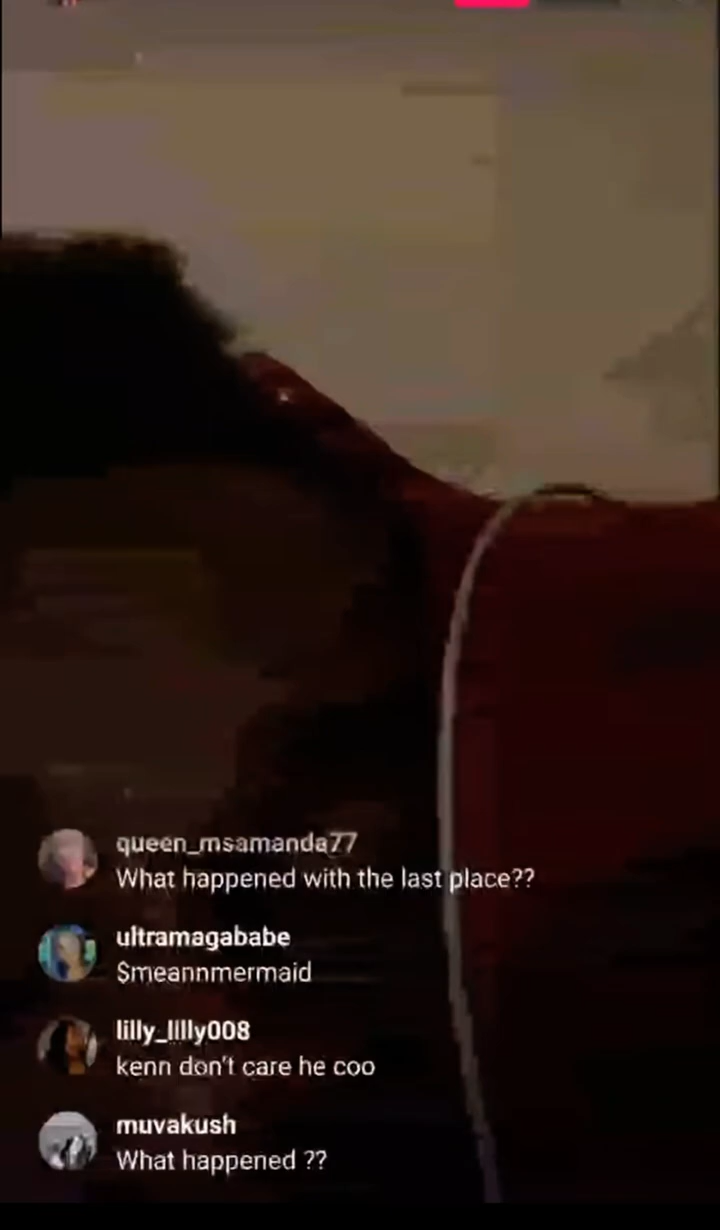 queen_msamanda77
What happened with the last place??
ultramagababe
$meannmermaid
lilly_lilly008
kenn don't care he coo
muvakush
What happened ??